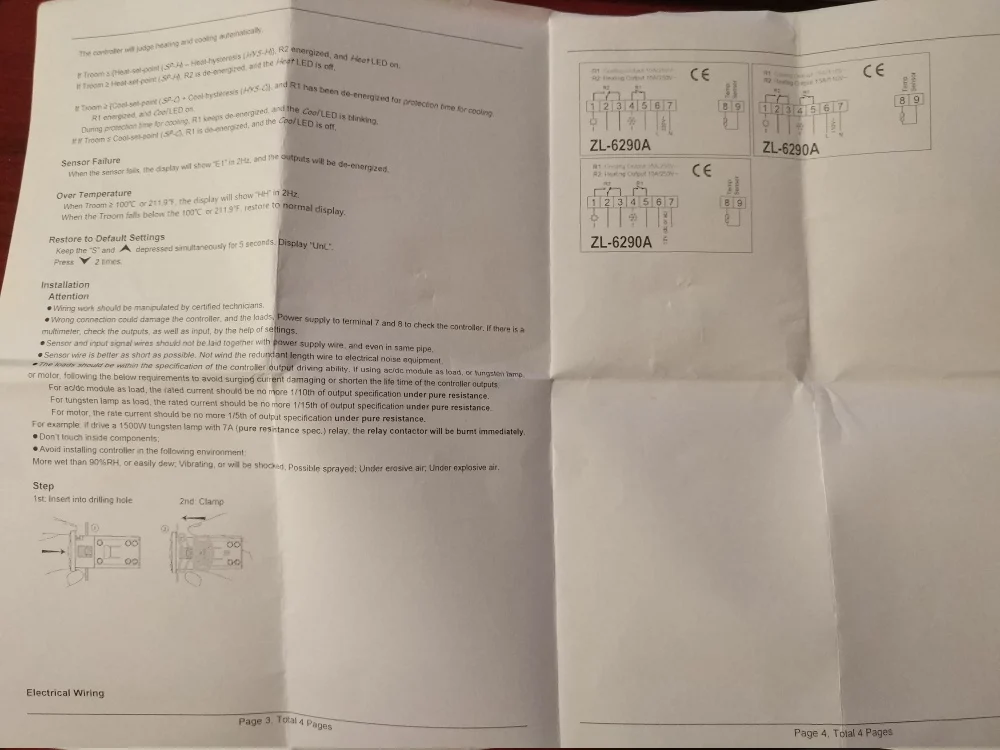 The controller will judge heating and cooling automatically.
If Troom ≤ [Heat-set-point (SP-H) – Heat-hysteresis (HYS-H)], R2 energized, and Heat LED on.
If Troom ≥ Heat-set-point (SP-H), R2 is de-energized, and the Heat LED is off.
If Troom ≥ [Cool-set-point (SP-C) + Cool-hysteresis (HYS-C)], and R1 has been de-energized for protection time for cooling,
R1 energized, and Cool LED on.
During protection time for cooling, R1 keeps de-energized, and the Cool LED is blinking.
If Troom ≤ Cool-set-point (SP-C), R1 is de-energized, and the Cool LED is off.
Sensor Failure
When the sensor fails, the display will show "E1" in 2Hz, and the outputs will be de-energized.
Over Temperature
When Troom ≥ 100℃ or 211.9℉, the display will show "HH" in 2Hz.
When the Troom falls below the 100℃ or 211.9℉, restore to normal display.
Restore to Default Settings
Keep the "S" and ▲ depressed simultaneously for 5 seconds, Display "UnL".
Press ▼ 2 times.
Installation
Attention
● Wiring work should be manipulated by certified technicians.
● Wrong connection could damage the controller, and the loads. Power supply to terminal 7 and 8 to check the controller. If there is a
multimeter, check the outputs, as well as input, by the help of settings.
● Sensor and input signal wires should not be laid together with power supply wire, and even in same pipe.
● Sensor wire is better as short as possible. Not wind the redundant length wire to electrical noise equipment.
● The loads should be within the specification of the controller output driving ability. If using ac/dc module as load, or tungsten lamp,
or motor, following the below requirements to avoid surging current damaging or shorten the life time of the controller outputs.
For ac/dc module as load, the rated current should be no more 1/10th of output specification under pure resistance.
For tungsten lamp as load, the rated current should be no more 1/15th of output specification under pure resistance.
For motor, the rate current should be no more 1/5th of output specification under pure resistance.
For example: if drive a 1500W tungsten lamp with 7A (pure resistance spec.) relay, the relay contactor will be burnt immediately.
● Don't touch inside components;
● Avoid installing controller in the following environment:
More wet than 90%RH, or easily dew; Vibrating, or will be shocked; Possible sprayed; Under erosive air; Under explosive air.
Step
1st: Insert into drilling hole
2nd: Clamp
Electrical Wiring
Page 3, Total 4 Pages
CE
R2 R1
Temp Sensor
1 2 3 4 5 6 7
8 9
ZL-6290A
CE
Temp Sensor
1 2 3 4 5 6 7
8 9
ZL-6290A
CE
R2 R1
Temp Sensor
1 2 3 4 5 6 7
8 9
ZL-6290A
Page 4, Total 4 Pages